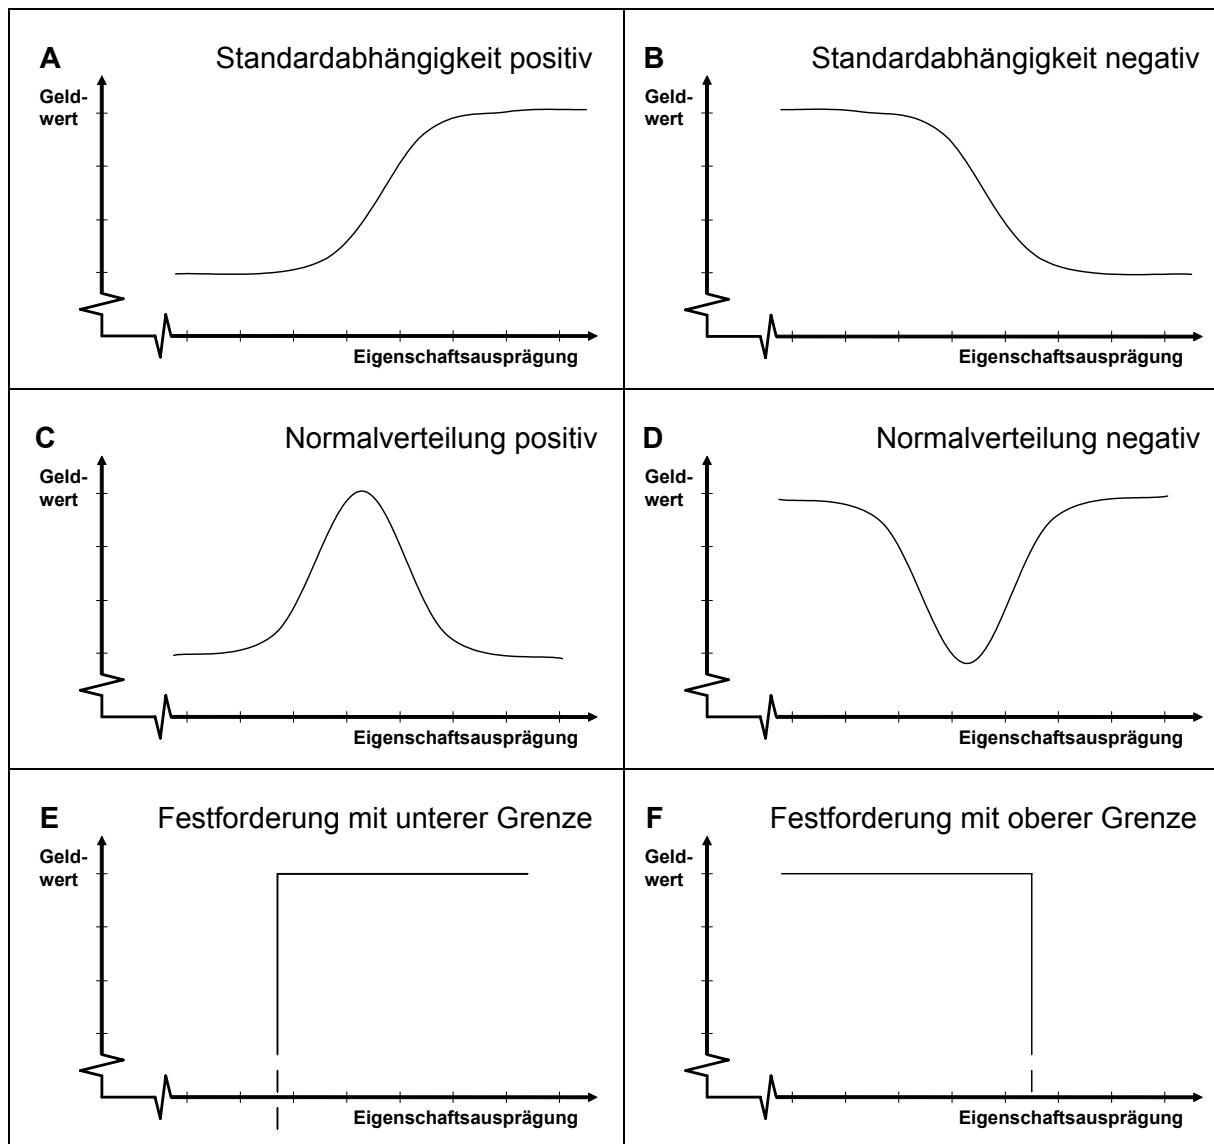 A Standardabhängigkeit positiv
Geld-
wert
Eigenschaftsausprägung
B Standardabhängigkeit negativ
Geld-
wert
Eigenschaftsausprägung
C Normalverteilung positiv
Geld-
wert
Eigenschaftsausprägung
D Normalverteilung negativ
Geld-
wert
Eigenschaftsausprägung
E Festforderung mit unterer Grenze
Geld-
wert
Eigenschaftsausprägung
F Festforderung mit oberer Grenze
Geld-
wert
Eigenschaftsausprägung